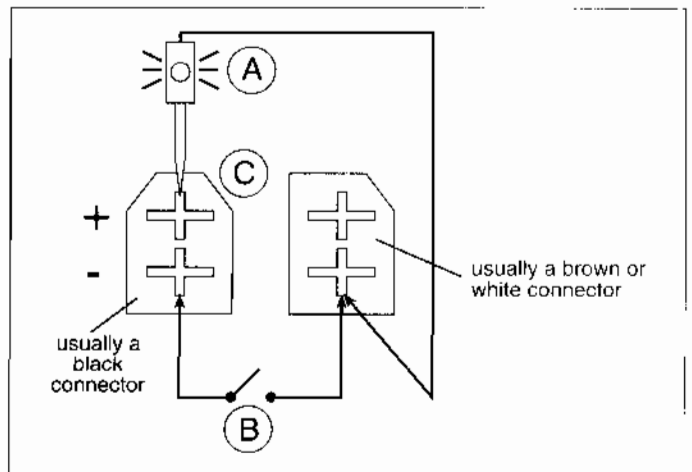 A
C
+
-
usually a brown or
white connector
usually a
black
connector
B